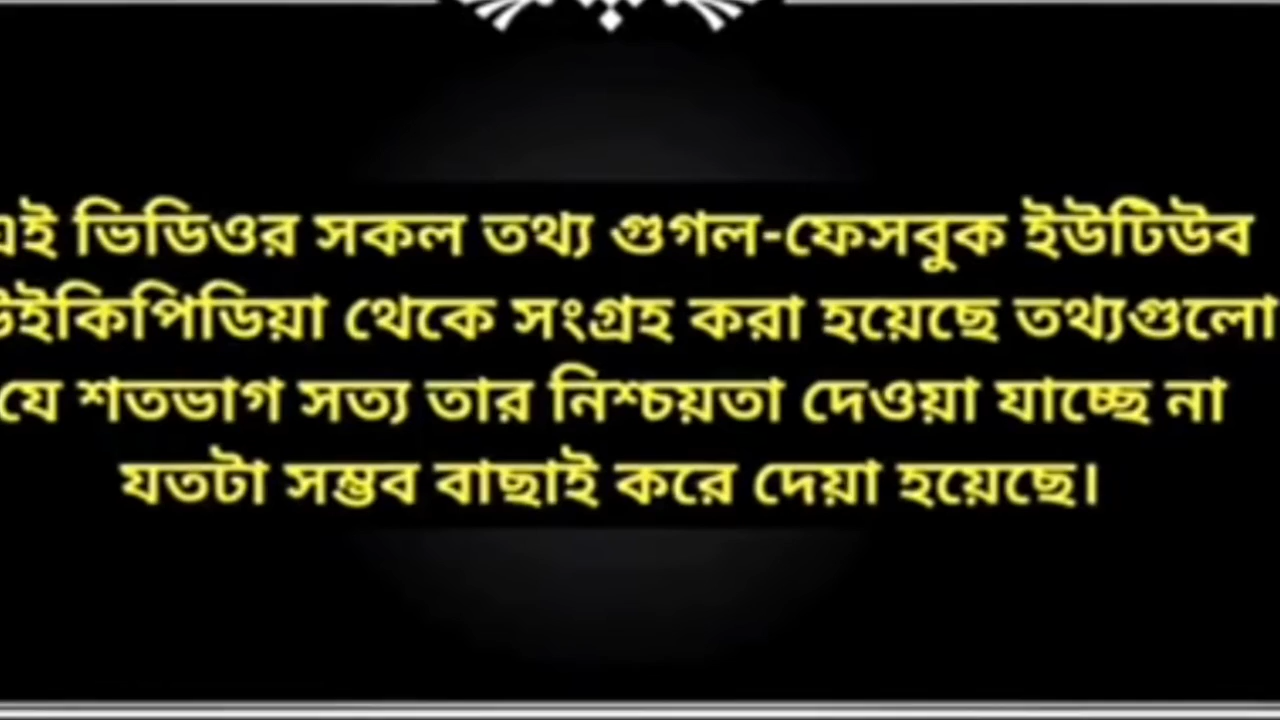 এই ভিডিওর সকল তথ্য গুগল-ফেসবুক ইউটিউব
উইকিপিডিয়া থেকে সংগ্রহ করা হয়েছে তথ্যগুলো
যে শতভাগ সত্য তার নিশ্চয়তা দেওয়া যাচ্ছে না
যতটা সম্ভব বাছাই করে দেয়া হয়েছে।